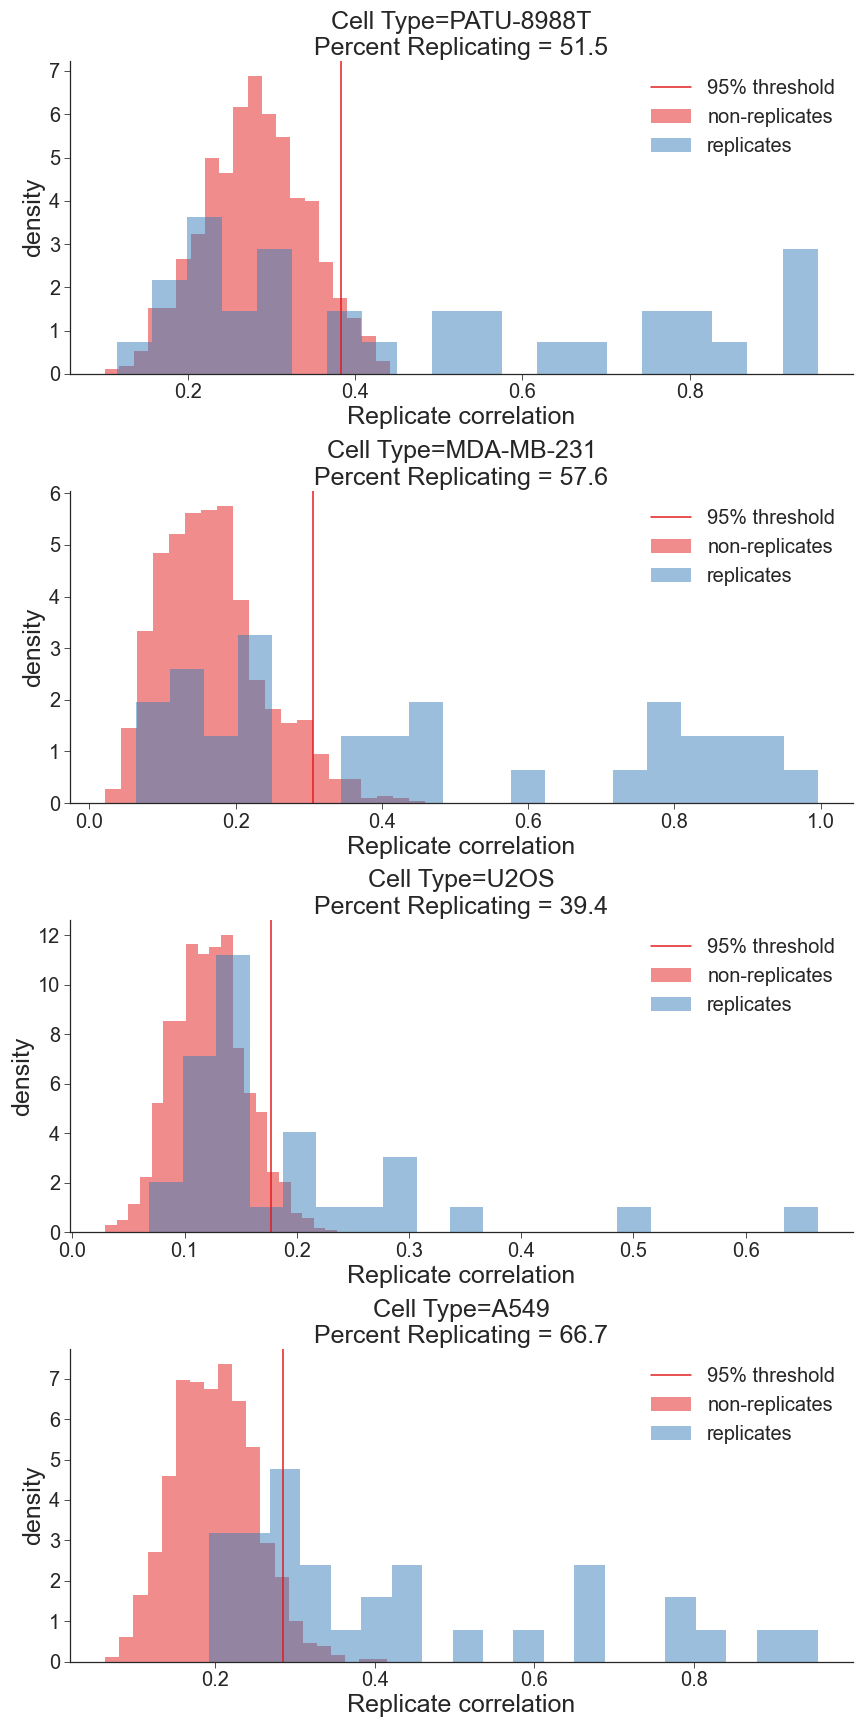 Cell Type=PATU-8988T
Percent Replicating = 51.5
95% threshold
non-replicates
replicates
density
7
6
5
4
3
2
1
0
0.2
0.4
0.6
0.8
Replicate correlation
Cell Type=MDA-MB-231
Percent Replicating = 57.6
95% threshold
non-replicates
replicates
density
6
5
4
3
2
1
0
0.0
0.2
0.4
0.6
0.8
1.0
Replicate correlation
Cell Type=U2OS
Percent Replicating = 39.4
95% threshold
non-replicates
replicates
density
12
10
8
6
4
2
0
0.0
0.1
0.2
0.3
0.4
0.5
0.6
Replicate correlation
Cell Type=A549
Percent Replicating = 66.7
95% threshold
non-replicates
replicates
density
7
6
5
4
3
2
1
0
0.2
0.4
0.6
0.8
Replicate correlation